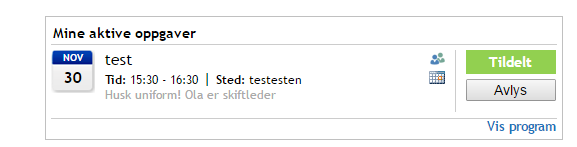 Mine aktive oppgaver
NOV
30
test
Tid: 15:30 - 16:30 | Sted: testesten
Husk uniform! Ola er skiftleder
Tildelt
Avlys
Vis program